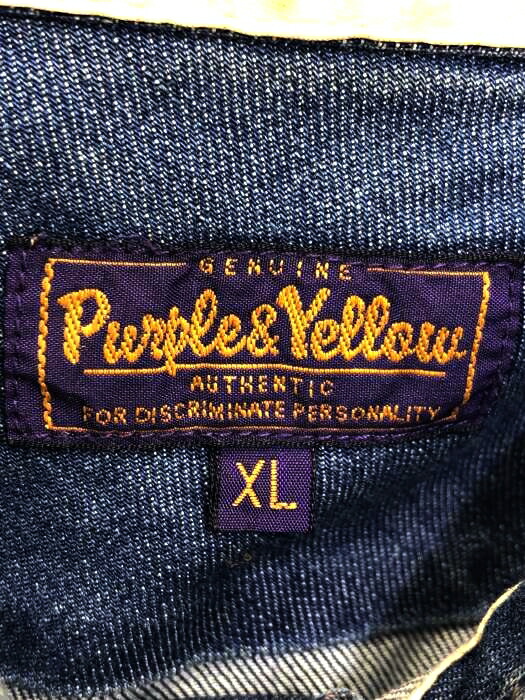 GENUINE
Purple & Yellow
AUTHENTIC
FOR DISCRIMINATE PERSONALITY
XL